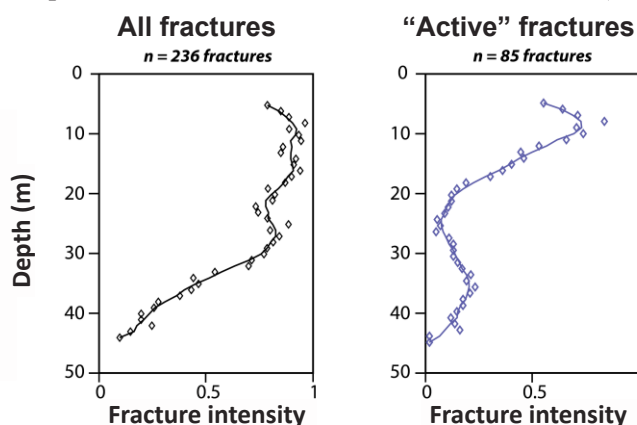 All fractures
n = 236 fractures
0
10
20
30
40
50
0
0.5
1
Depth (m)
Fracture intensity
“Active” fractures
n = 85 fractures
0
10
20
30
40
50
0
0.5
Fracture intensity